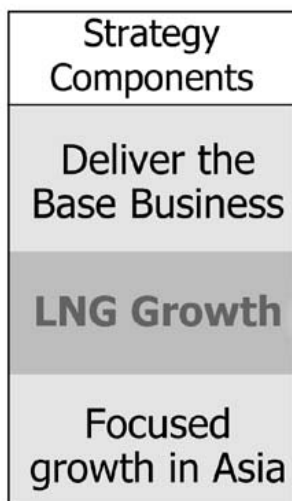 Strategy
Components
Deliver the
Base Business
LNG Growth
Focused
growth in Asia